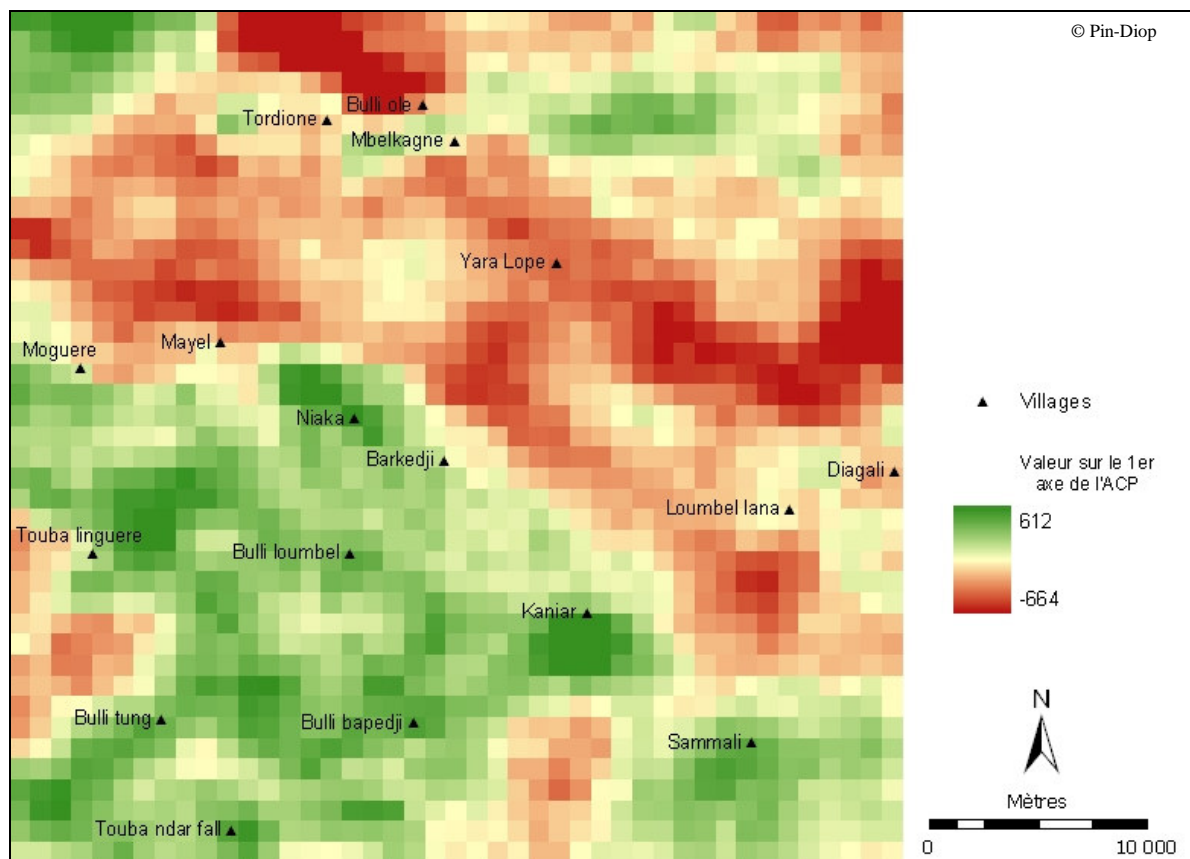 © Pin-Diop
Bulli ole
Tordione
Mbelkagne
Yara Lope
Mayel
Moguere
Niaka
Barkedji
Diagali
Loumbel lana
Touba linguere
Bulli loumbel
Kaniar
Bulli tung
Bulli bapedji
Sammali
Touba ndar fall
Villages
Valeur sur le 1er
axe de l'ACP
612
-664
N
Mètres
0 10 000